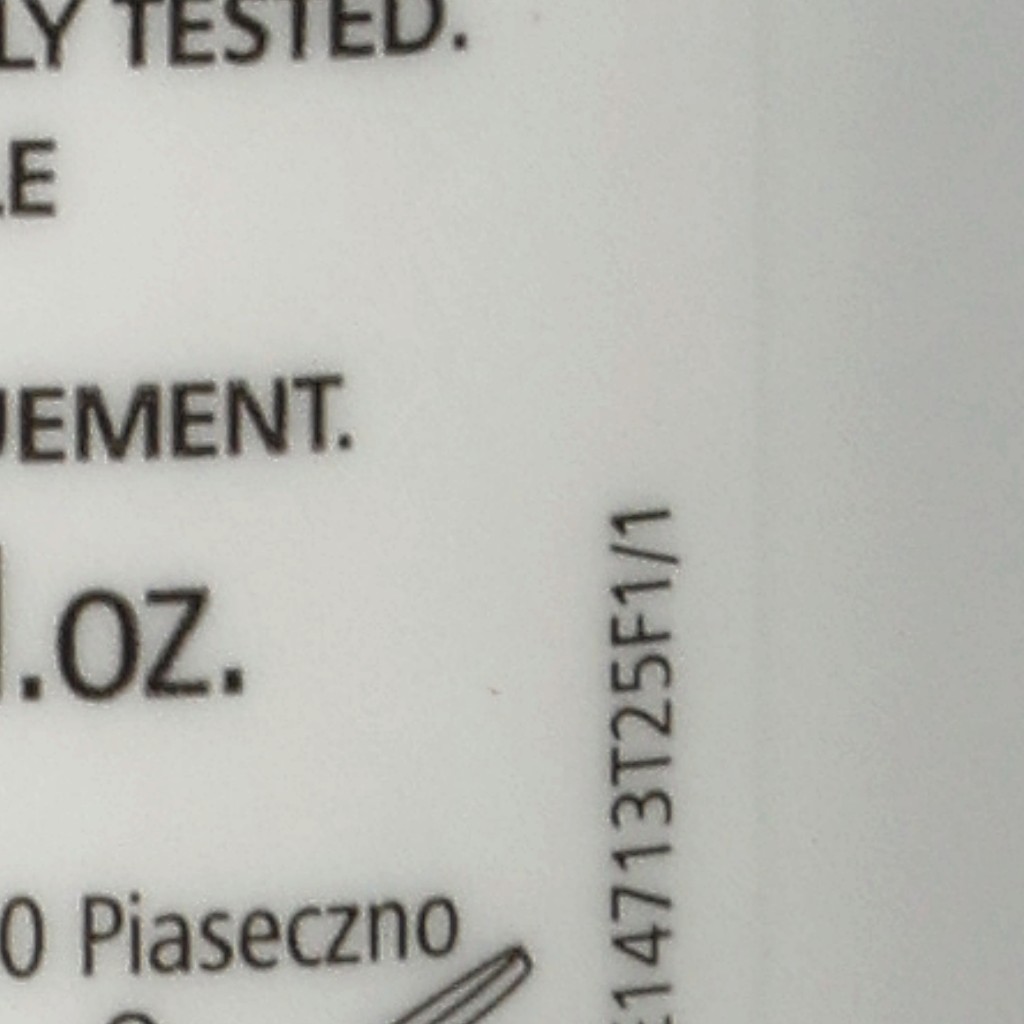 LY TESTED.
LE
UEMENT.
l.oz.
0 Piaseczno
14713T25F1/1